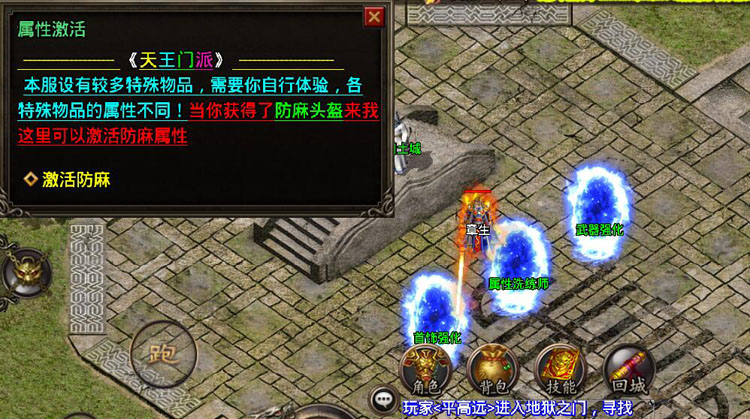 属性激活
《天王门派》
本服设有较多特殊物品，需要你自行体验，各
特殊物品的属性不同！当你获得了防麻头盔来我
这里可以激活防麻属性
激活防麻
土城
章生
武器强化
属性洗练师
首饰强化
跑
角色
背包
技能
回城
玩家<平高远>进入地狱之门，寻找